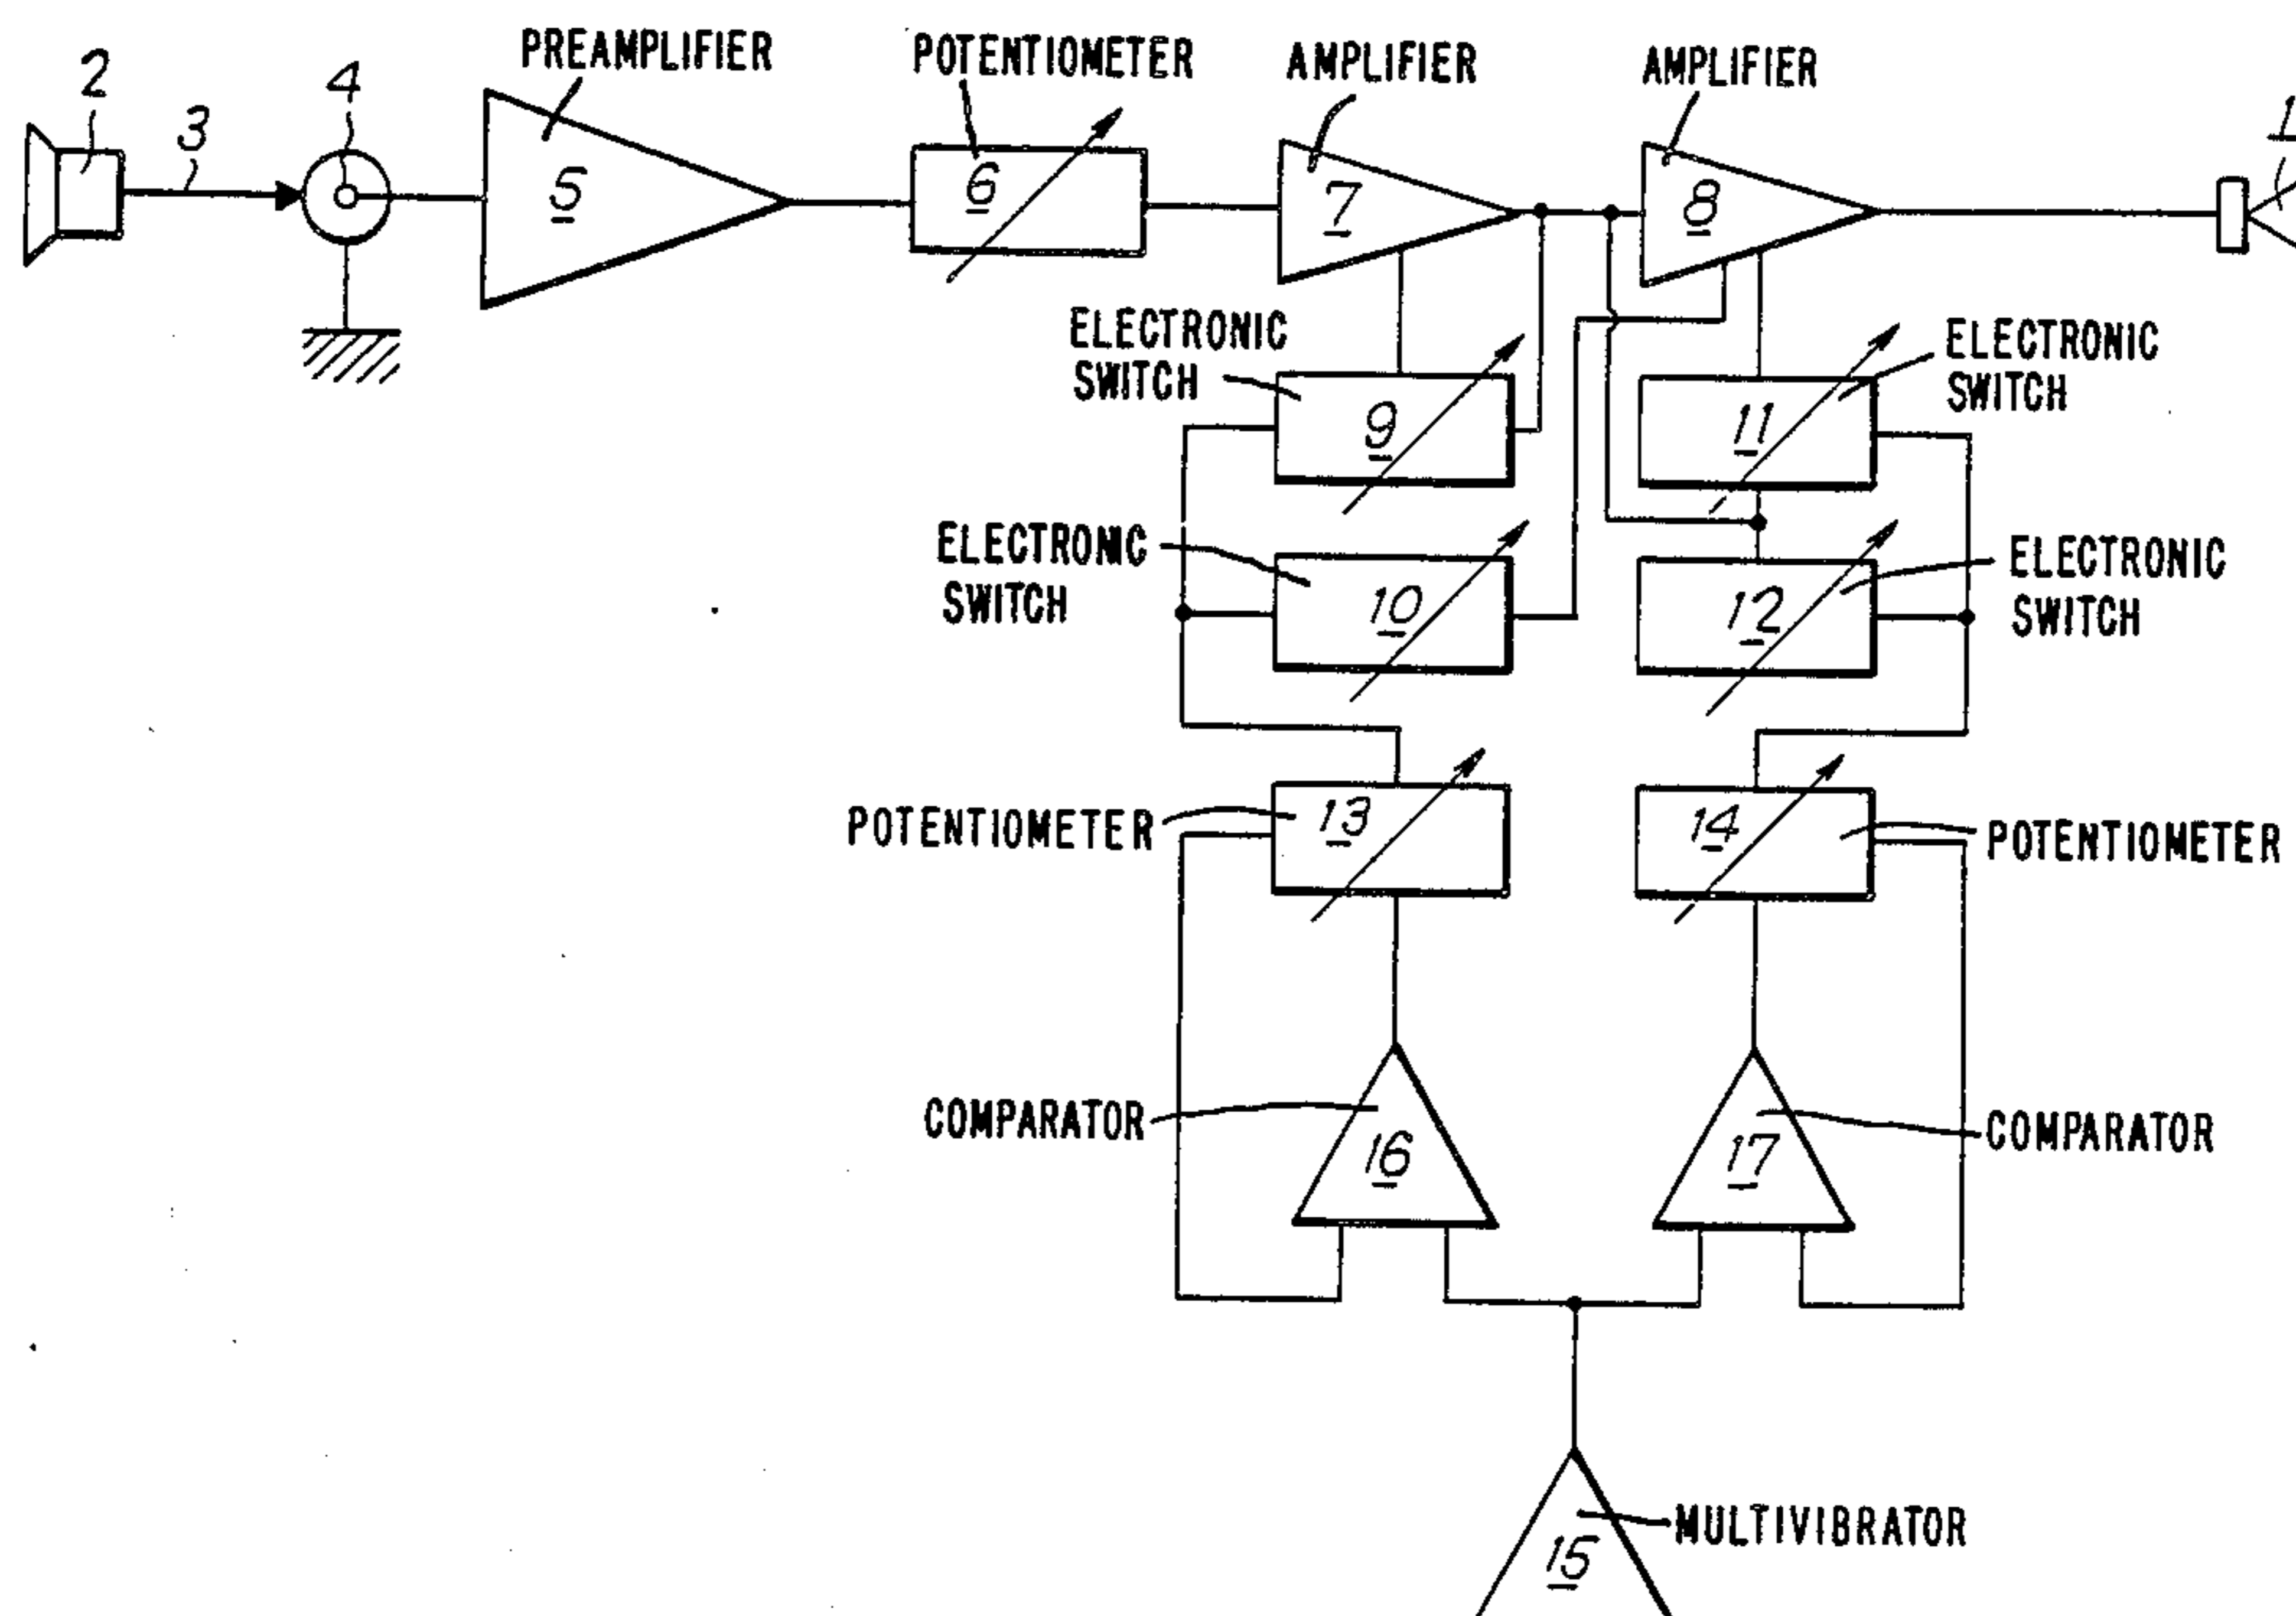 PREAMPLIFIER
POTENTIOMETER
AMPLIFIER
AMPLIFIER
2
3
4
5
6
7
8
1
ELECTRONIC
SWITCH
9
11
ELECTRONIC
SWITCH
ELECTRONIC
SWITCH
10
12
ELECTRONIC
SWITCH
POTENTIOMETER
13
14
POTENTIOMETER
COMPARATOR
16
17
COMPARATOR
MULTIVIBRATOR
15